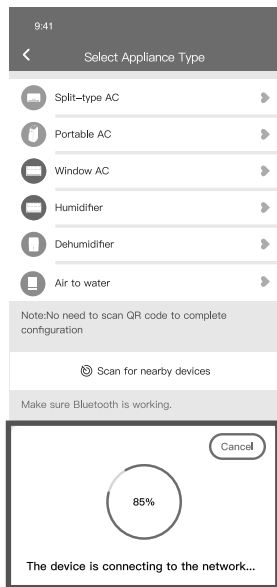 9:41
Select Appliance Type
Split-type AC
Portable AC
Window AC
Humidifier
Dehumidifier
Air to water
Note:No need to scan QR code to complete
configuration
Scan for nearby devices
Make sure Bluetooth is working.
Cancel
85%
The device is connecting to the network...